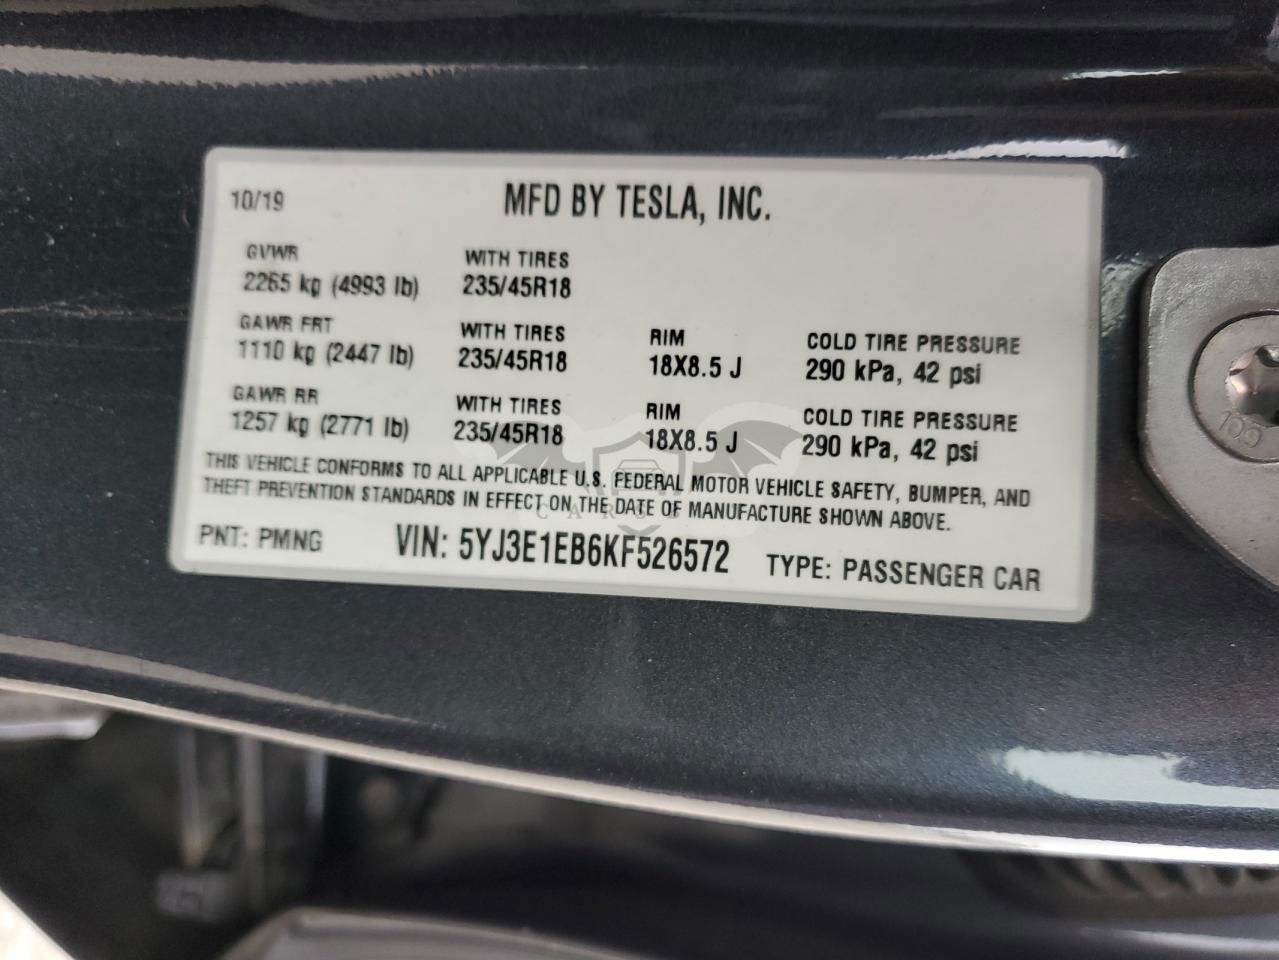 10/19
MFD BY TESLA, INC.
GVWR
2265 kg (4993 lb)
WITH TIRES
235/45R18
GAWR FRT
1110 kg (2447 lb)
WITH TIRES
235/45R18
RIM
18X8.5 J
COLD TIRE PRESSURE
290 kPa, 42 psi
GAWR RR
1257 kg (2771 lb)
WITH TIRES
235/45R18
RIM
18X8.5 J
COLD TIRE PRESSURE
290 kPa, 42 psi
THIS VEHICLE CONFORMS TO ALL APPLICABLE U.S. FEDERAL MOTOR VEHICLE SAFETY, BUMPER, AND
THEFT PREVENTION STANDARDS IN EFFECT ON THE DATE OF MANUFACTURE SHOWN ABOVE.
PNT: PMNG
VIN: 5YJ3E1EB6KF526572
TYPE: PASSENGER CAR